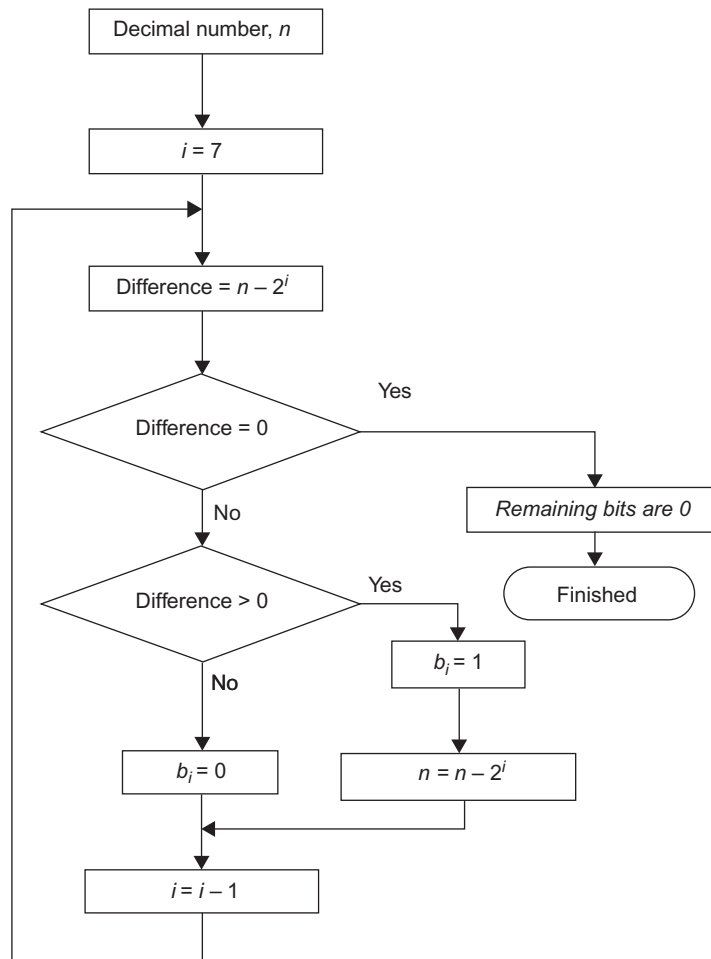 Decimal number, n
i = 7
Difference = n – 2^i
Difference = 0
Yes
No
Remaining bits are 0
Finished
Difference > 0
Yes
No
b_i = 1
b_i = 0
n = n – 2^i
i = i – 1